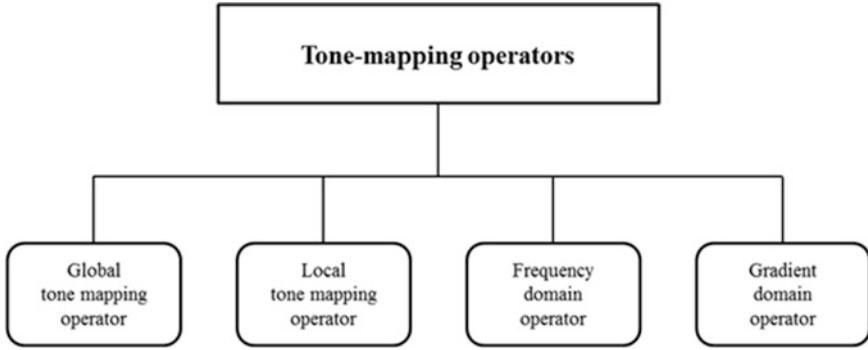 Tone-mapping operators
Global
tone mapping
operator
Local
tone mapping
operator
Frequency
domain
operator
Gradient
domain
operator